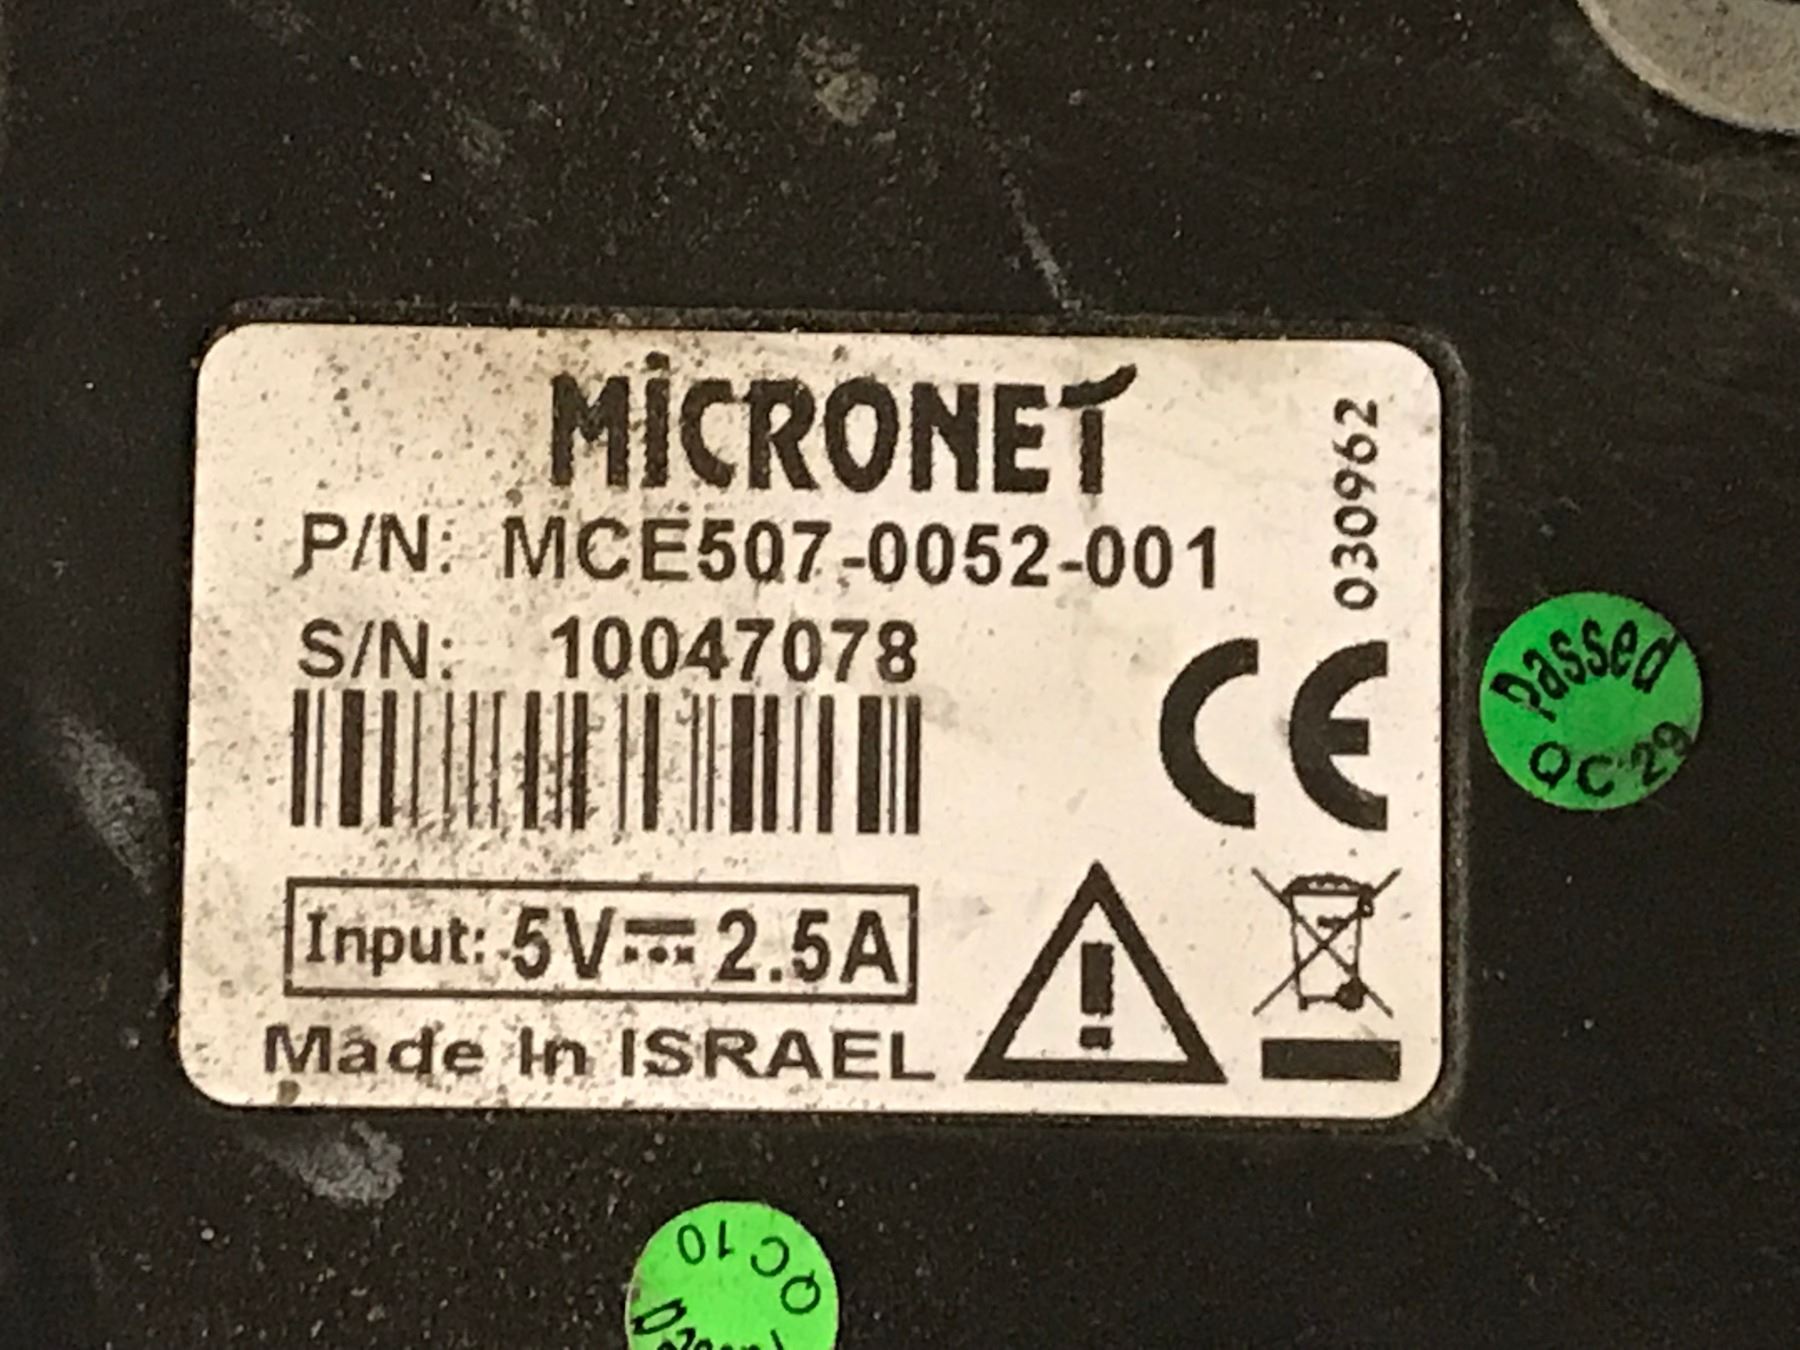 MiCRONET
P/N: MCE507-0052-001
S/N: 10047078
Input: 5V 2.5A
Made In ISRAEL
030962
CE
Passed
QC 29
QC 10
Passed